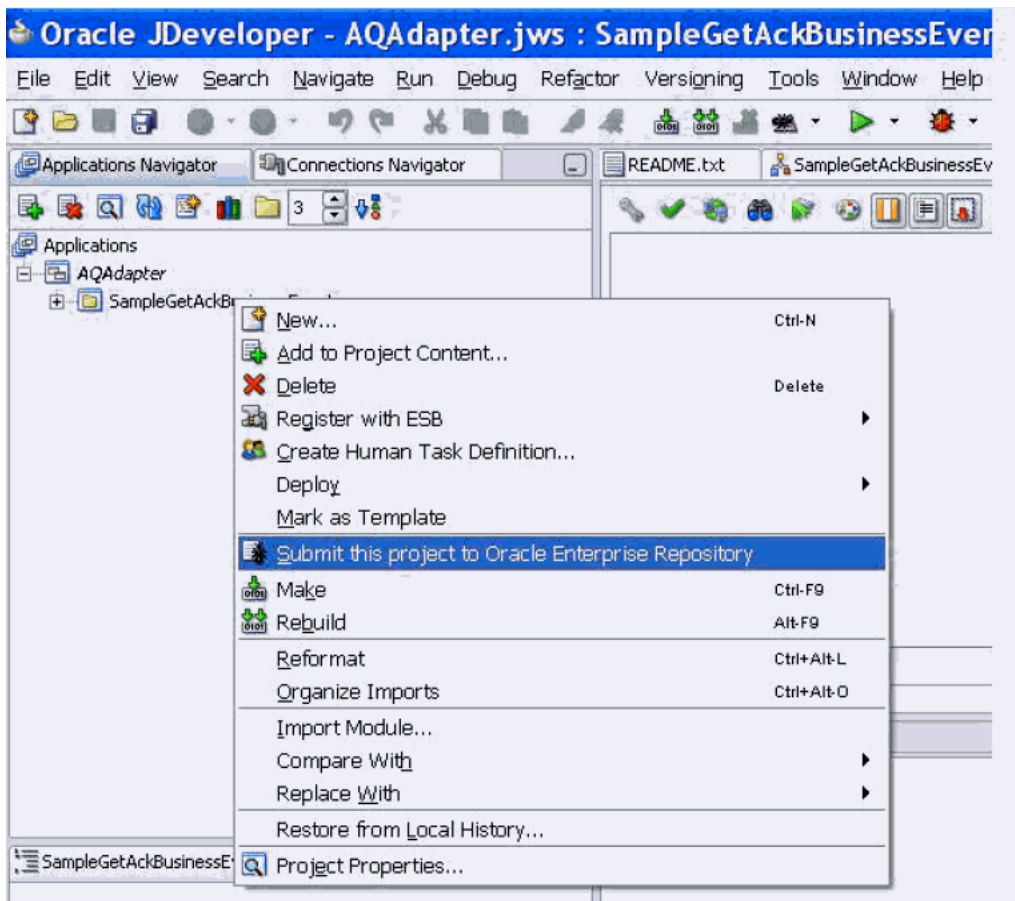 Oracle JDeveloper - AQAdapter.jws : SampleGetAckBusinessEver
File Edit View Search Navigate Run Debug Refactor Versioning Tools Window Help
Applications Navigator Connections Navigator README.txt SampleGetAckBusinessEv
3
Applications
AQAdapter
SampleGetAckBusinessEvent
New... Ctrl-N
Add to Project Content...
Delete Delete
Register with ESB
Create Human Task Definition...
Deploy
Mark as Template
Submit this project to Oracle Enterprise Repository
Make Ctrl-F9
Rebuild Alt-F9
Reformat Ctrl+Alt-L
Organize Imports Ctrl+Alt-O
Import Module...
Compare With
Replace With
Restore from Local History...
SampleGetAckBusinessE
Project Properties...